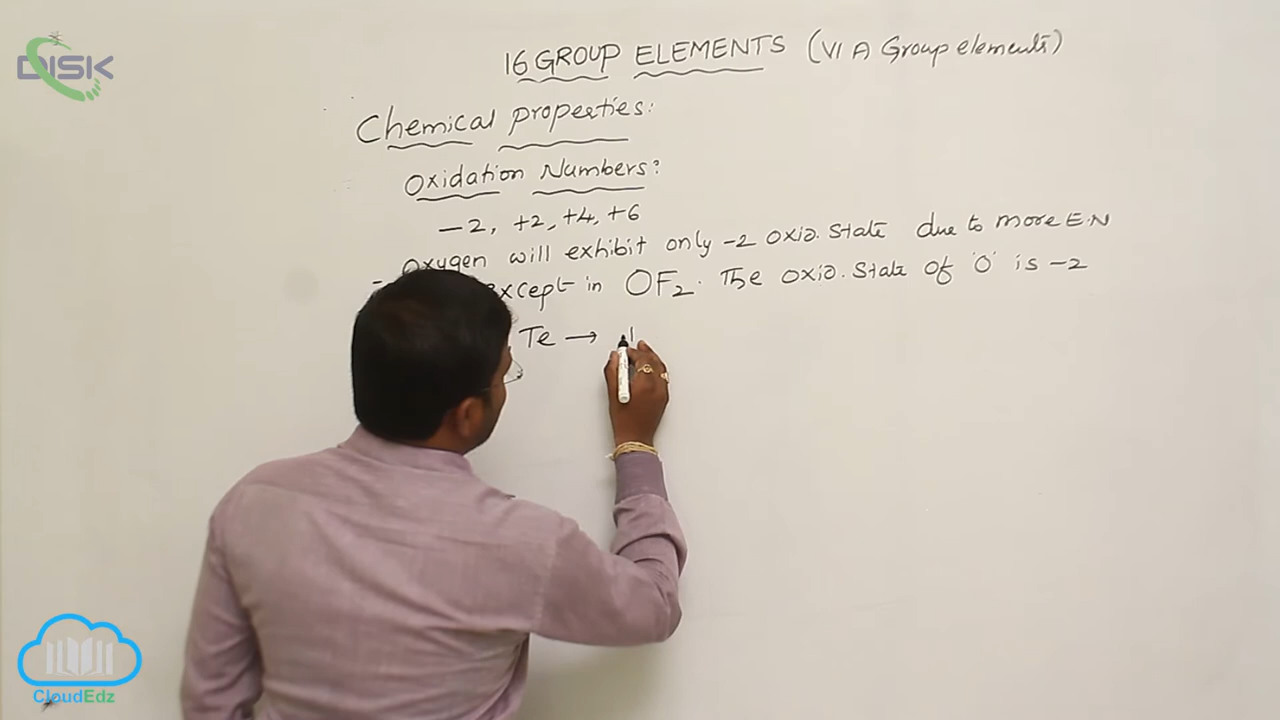 DISK
16 GROUP ELEMENTS (VI A Group elements)
Chemical properties:
Oxidation Numbers:
-2, +2, +4, +6
- Oxygen will exhibit only -2 oxid. state due to more E.N
except in OF2. The oxid. state of 'O' is -2
Te →
CloudEdz